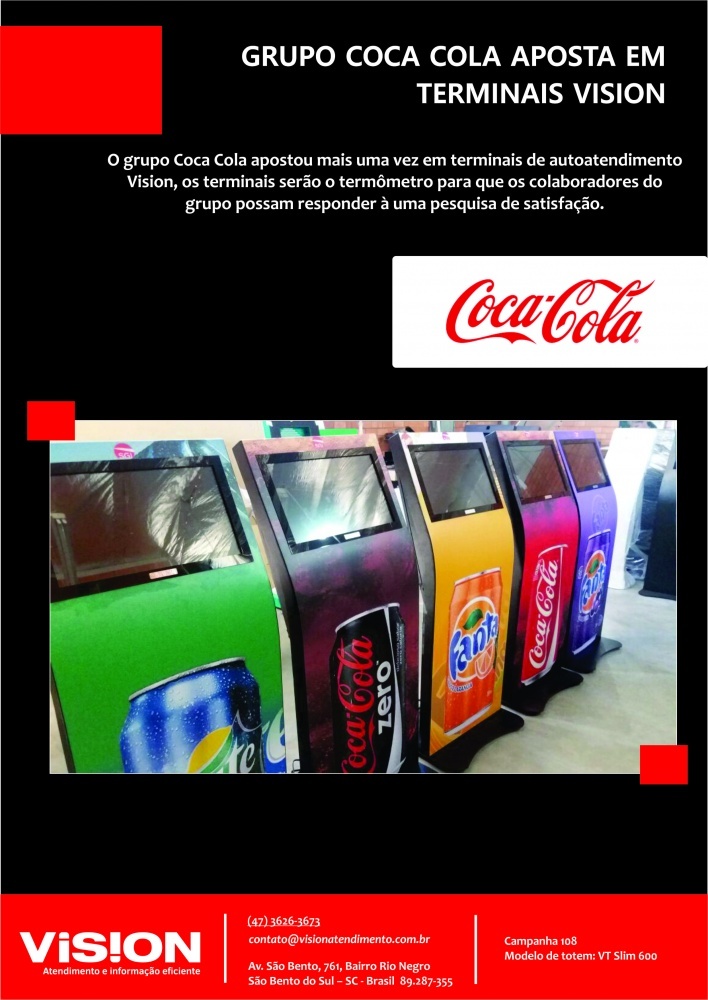 GRUPO COCA COLA APOSTA EM
TERMINAIS VISION
O grupo Coca Cola apostou mais uma vez em terminais de autoatendimento
Vision, os terminais serão o termômetro para que os colaboradores do
grupo possam responder à uma pesquisa de satisfação.
Coca-Cola
Coca-Cola
zero
Fanta
Coca-Cola
Fanta
ViS!ON
Atendimento e informação eficiente
(47) 3626-3673
contato@visionatendimento.com.br
Av. São Bento, 761, Bairro Rio Negro
São Bento do Sul – SC - Brasil 89.287-355
Campanha 108
Modelo de totem: VT Slim 600